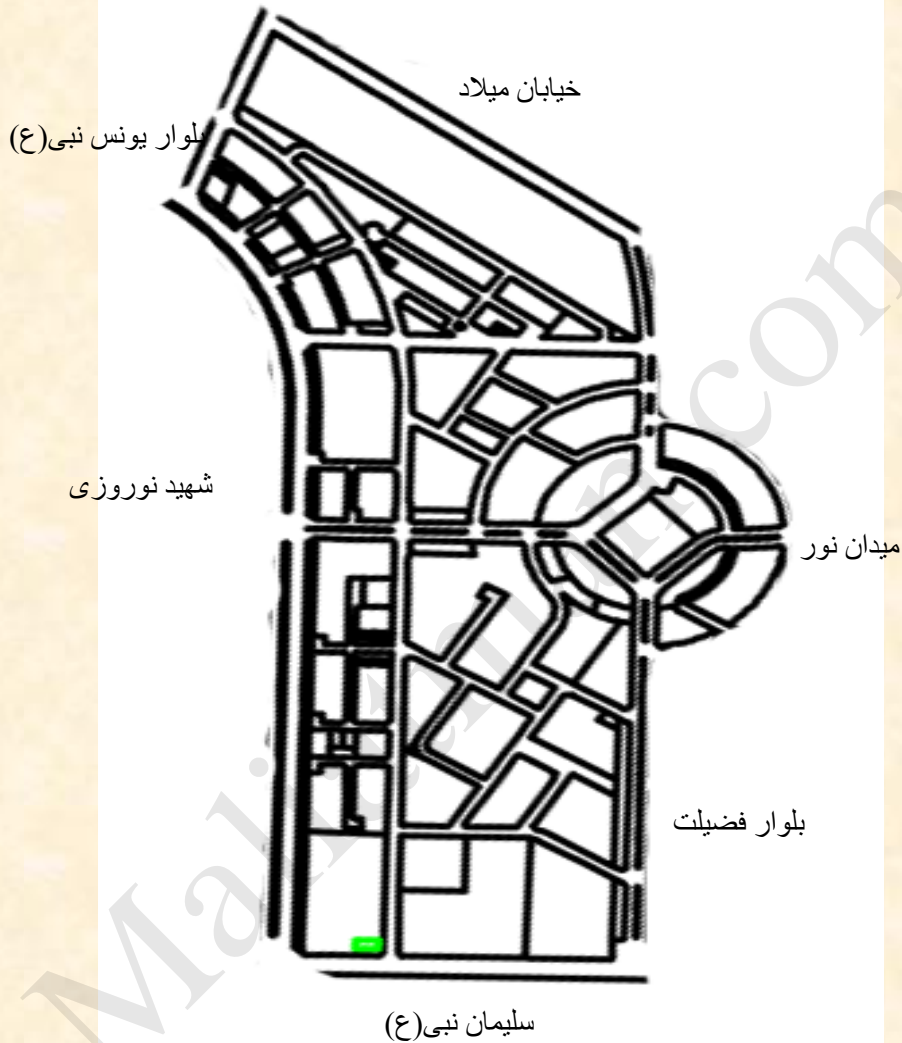 خیابان میلاد
بلوار یونس نبی(ع)
شهید نوروزی
میدان نور
بلوار فضیلت
سلیمان نبی(ع)